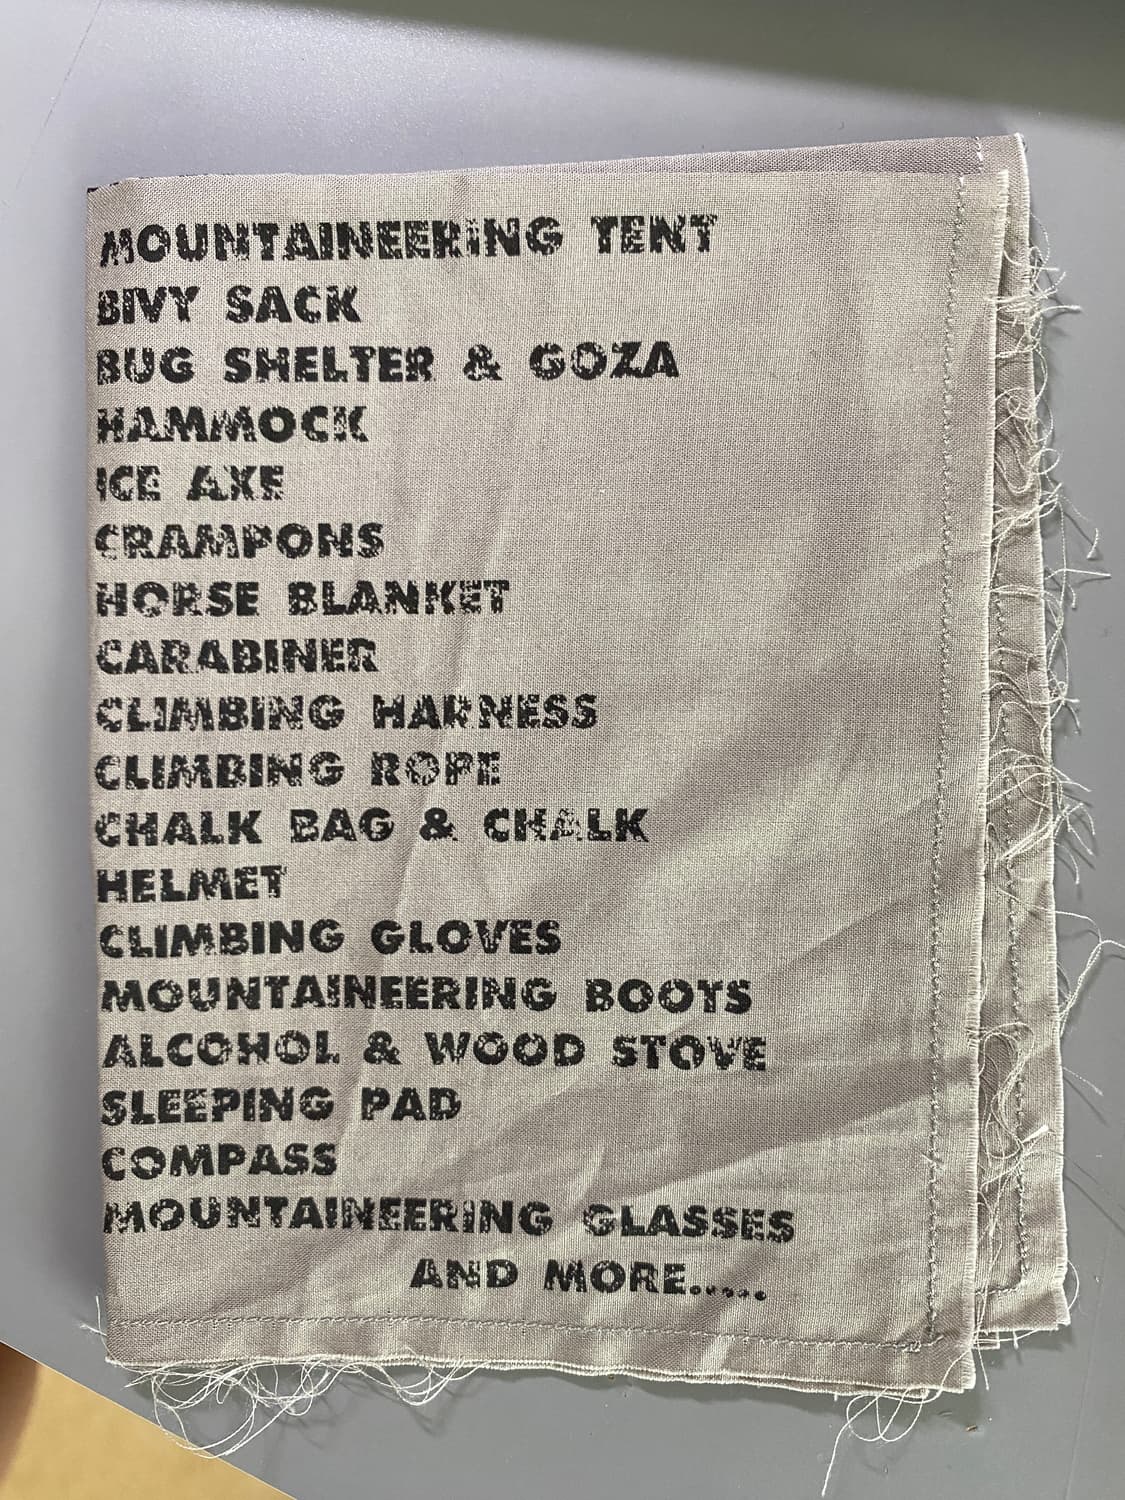 MOUNTAINEERING TENT
BIVY SACK
BUG SHELTER & GOZA
HAMMOCK
ICE AXE
CRAMPONS
HORSE BLANKET
CARABINER
CLIMBING HARNESS
CLIMBING ROPE
CHALK BAG & CHALK
HELMET
CLIMBING GLOVES
MOUNTAINEERING BOOTS
ALCOHOL & WOOD STOVE
SLEEPING PAD
COMPASS
MOUNTAINEERING GLASSES
AND MORE.....